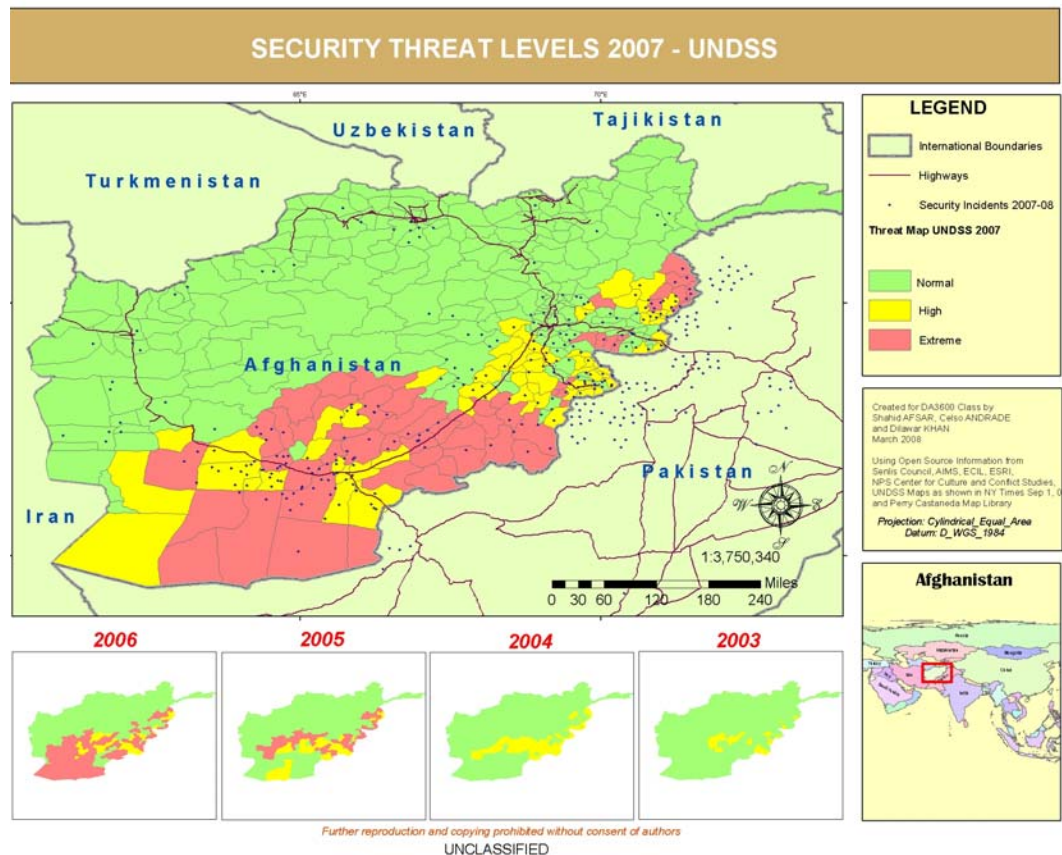 SECURITY THREAT LEVELS 2007 - UNDSS
65°E
70°E
Uzbekistan
Tajikistan
Turkmenistan
Afghanistan
Pakistan
Iran
N
W
S
1:3,750,340
Miles
0 30 60 120 180 240
LEGEND
International Boundaries
Highways
Security Incidents 2007-08
Threat Map UNDSS 2007
Normal
High
Extreme
Created for DA3600 Class by
Shahid AFSAR, Celso ANDRADE
and Dilawar KHAN
March 2008
Using Open Source Information from
Senlis Council, AIMS, ECIL, ESRI,
NPS Center for Culture and Conflict Studies,
UNDSS Maps as shown in NY Times Sep 1, 0
and Perry Castaneda Map Library
Projection: Cylindrical_Equal_Area
Datum: D_WGS_1984
Afghanistan
2006
2005
2004
2003
Further reproduction and copying prohibited without consent of authors
UNCLASSIFIED